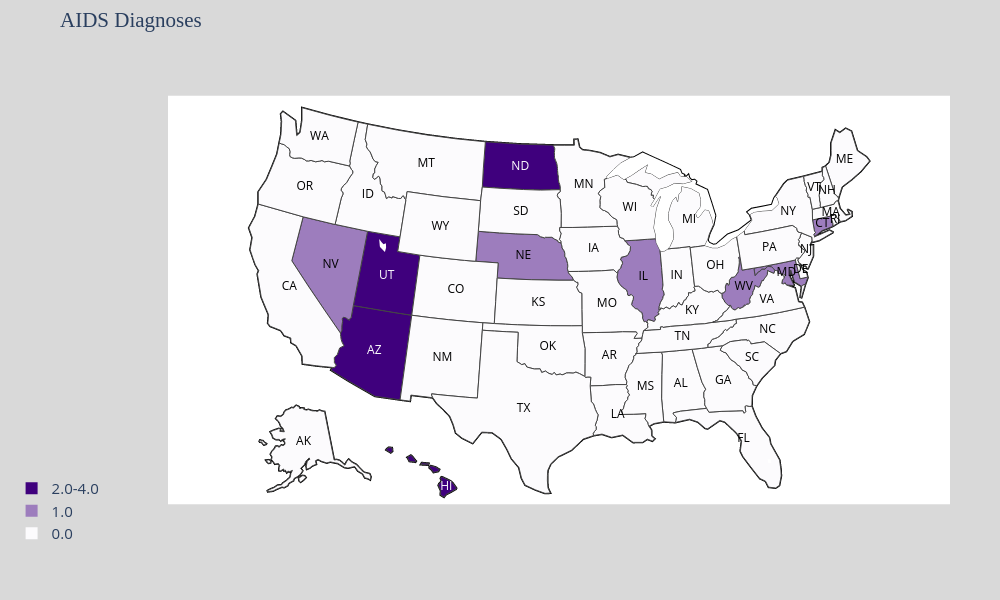 AIDS Diagnoses
WA
MT
ND
MN
ME
OR
ID
SD
WI
MI
VT
NH
NY
MA
WY
CT
RI
NV
UT
NE
IA
PA
NJ
CA
CO
IL
IN
OH
MD
DE
WV
KS
MO
KY
VA
AZ
NM
OK
AR
TN
NC
SC
TX
LA
MS
AL
GA
FL
AK
HI
2.0-4.0
1.0
0.0